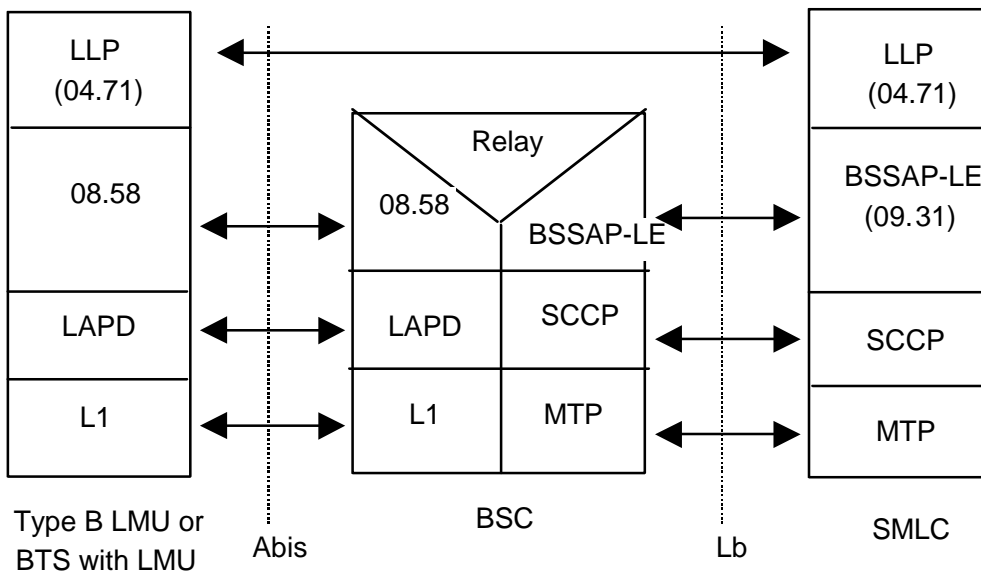 LLP
(04.71)
08.58
LAPD
L1
Type B LMU or
BTS with LMU
Abis
Relay
08.58
BSSAP-LE
LAPD
SCCP
L1
MTP
BSC
Lb
LLP
(04.71)
BSSAP-LE
(09.31)
SCCP
MTP
SMLC